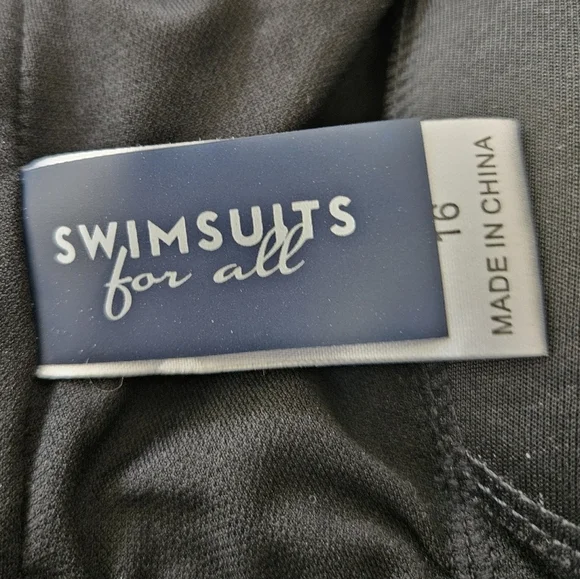 SWIMSUITS
for all
16
MADE IN CHINA